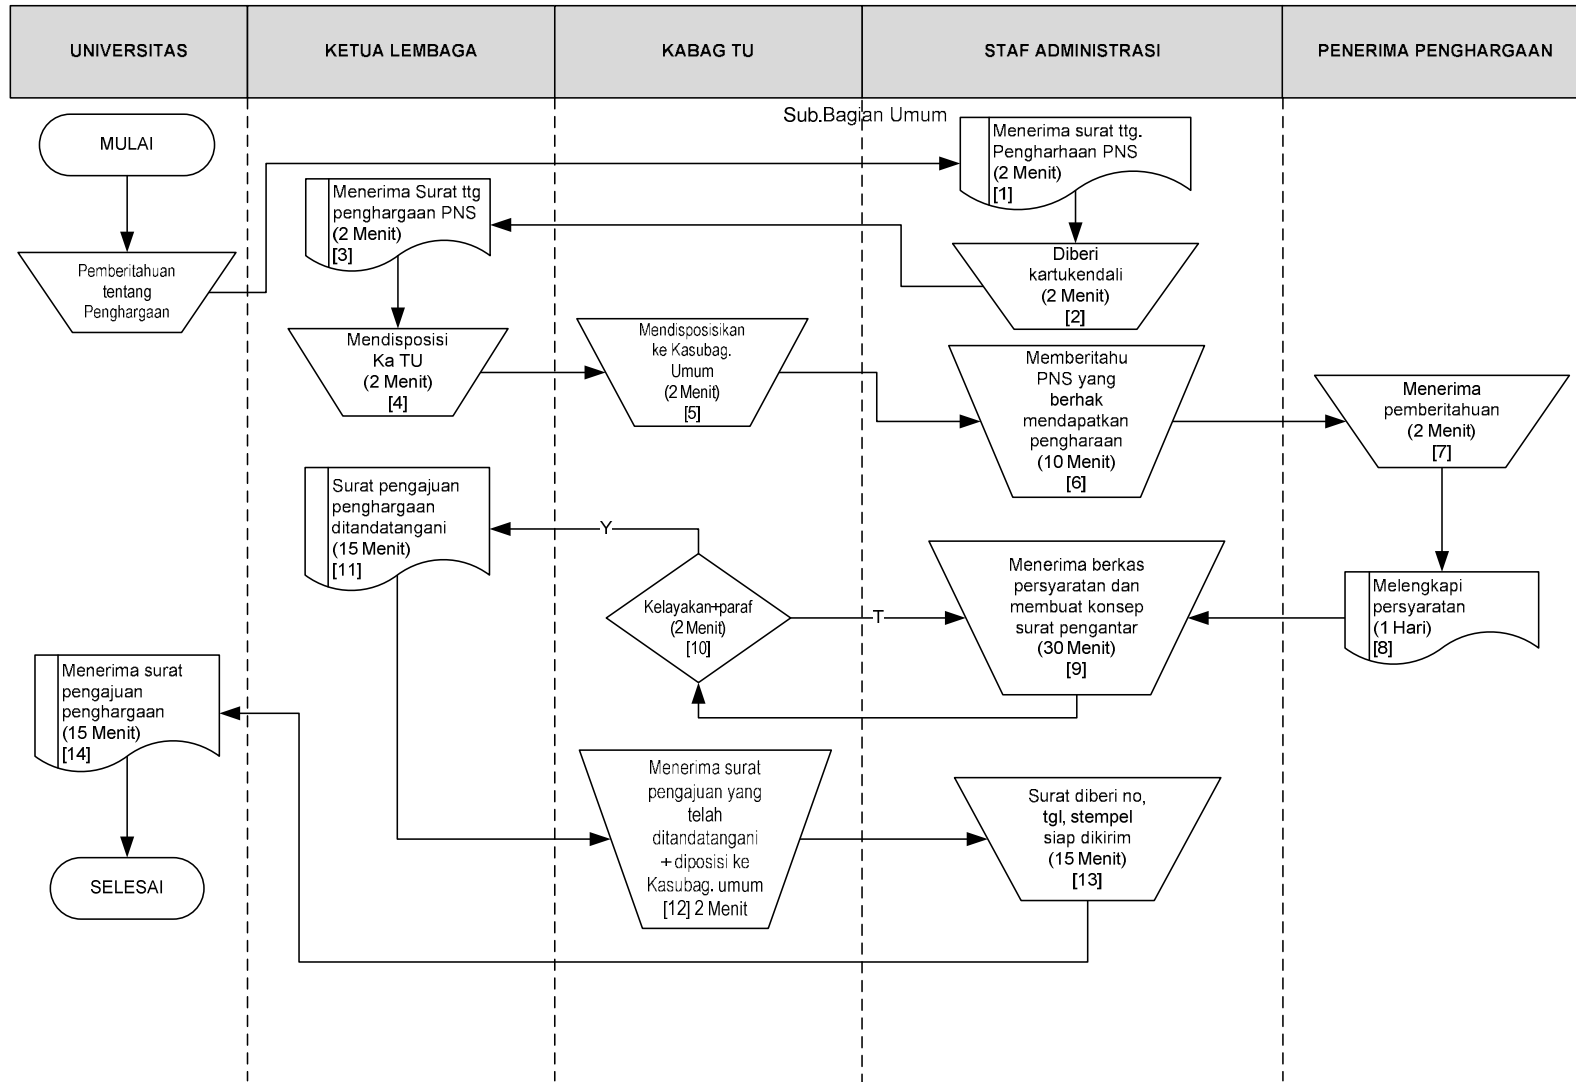 UNIVERSITAS
KETUA LEMBAGA
KABAG TU
STAF ADMINISTRASI
PENERIMA PENGHARGAAN
Sub.Bagian Umum
MULAI
Pemberitahuan
tentang
Penghargaan
Menerima surat ttg.
Pengharhaan PNS
(2 Menit)
[1]
Diberi
kartukendali
(2 Menit)
[2]
Menerima Surat ttg
penghargaan PNS
(2 Menit)
[3]
Mendisposisi
Ka TU
(2 Menit)
[4]
Mendisposisikan
ke Kasubag.
Umum
(2 Menit)
[5]
Memberitahu
PNS yang
berhak
mendapatkan
pengharaan
(10 Menit)
[6]
Menerima
pemberitahuan
(2 Menit)
[7]
Melengkapi
persyaratan
(1 Hari)
[8]
Menerima berkas
persyaratan dan
membuat konsep
surat pengantar
(30 Menit)
[9]
Kelayakan+paraf
(2 Menit)
[10]
T
Y
Surat pengajuan
penghargaan
ditandatangani
(15 Menit)
[11]
Menerima surat
pengajuan yang
telah
ditandatangani
+ diposisi ke
Kasubag. umum
[12] 2 Menit
Surat diberi no,
tgl, stempel
siap dikirim
(15 Menit)
[13]
Menerima surat
pengajuan
penghargaan
(15 Menit)
[14]
SELESAI